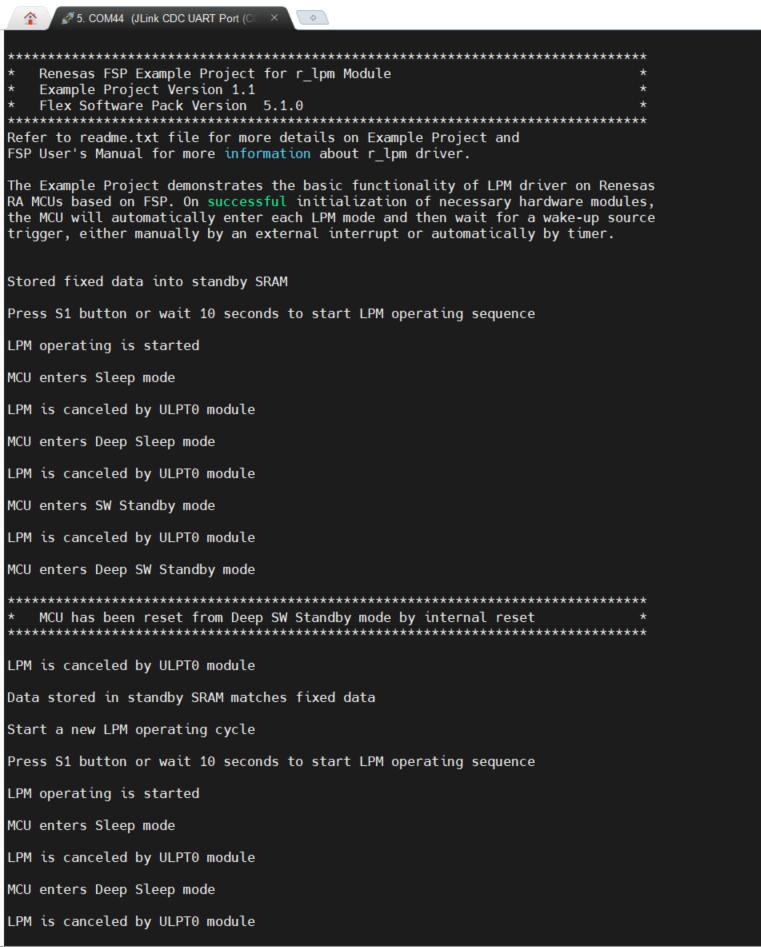 5. COM44 (JLink CDC UART Port (C
********************************************************************************
* Renesas FSP Example Project for r_lpm Module *
* Example Project Version 1.1 *
* Flex Software Pack Version 5.1.0 *
********************************************************************************
Refer to readme.txt file for more details on Example Project and
FSP User's Manual for more information about r_lpm driver.
The Example Project demonstrates the basic functionality of LPM driver on Renesas
RA MCUs based on FSP. On successful initialization of necessary hardware modules,
the MCU will automatically enter each LPM mode and then wait for a wake-up source
trigger, either manually by an external interrupt or automatically by timer.
Stored fixed data into standby SRAM
Press S1 button or wait 10 seconds to start LPM operating sequence
LPM operating is started
MCU enters Sleep mode
LPM is canceled by ULPT0 module
MCU enters Deep Sleep mode
LPM is canceled by ULPT0 module
MCU enters SW Standby mode
LPM is canceled by ULPT0 module
MCU enters Deep SW Standby mode
********************************************************************************
* MCU has been reset from Deep SW Standby mode by internal reset *
********************************************************************************
LPM is canceled by ULPT0 module
Data stored in standby SRAM matches fixed data
Start a new LPM operating cycle
Press S1 button or wait 10 seconds to start LPM operating sequence
LPM operating is started
MCU enters Sleep mode
LPM is canceled by ULPT0 module
MCU enters Deep Sleep mode
LPM is canceled by ULPT0 module